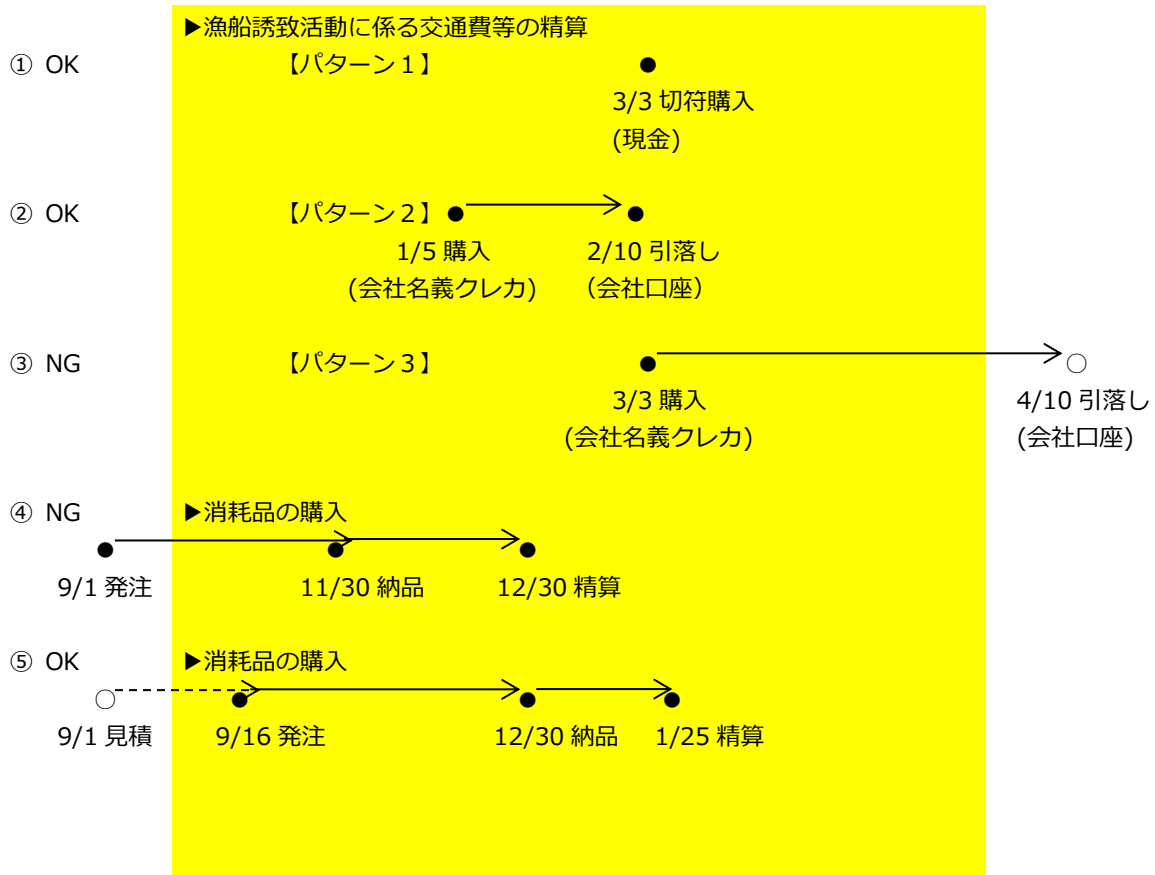 ▶漁船誘致活動に係る交通費等の精算
① OK 【パターン１】
3/3 切符購入
(現金)
② OK 【パターン２】
1/5 購入 2/10 引落し
(会社名義クレカ) （会社口座）
③ NG 【パターン３】
3/3 購入 4/10 引落し
(会社名義クレカ) (会社口座)
④ NG ▶消耗品の購入
9/1 発注 11/30 納品 12/30 精算
⑤ OK ▶消耗品の購入
9/1 見積 9/16 発注 12/30 納品 1/25 精算